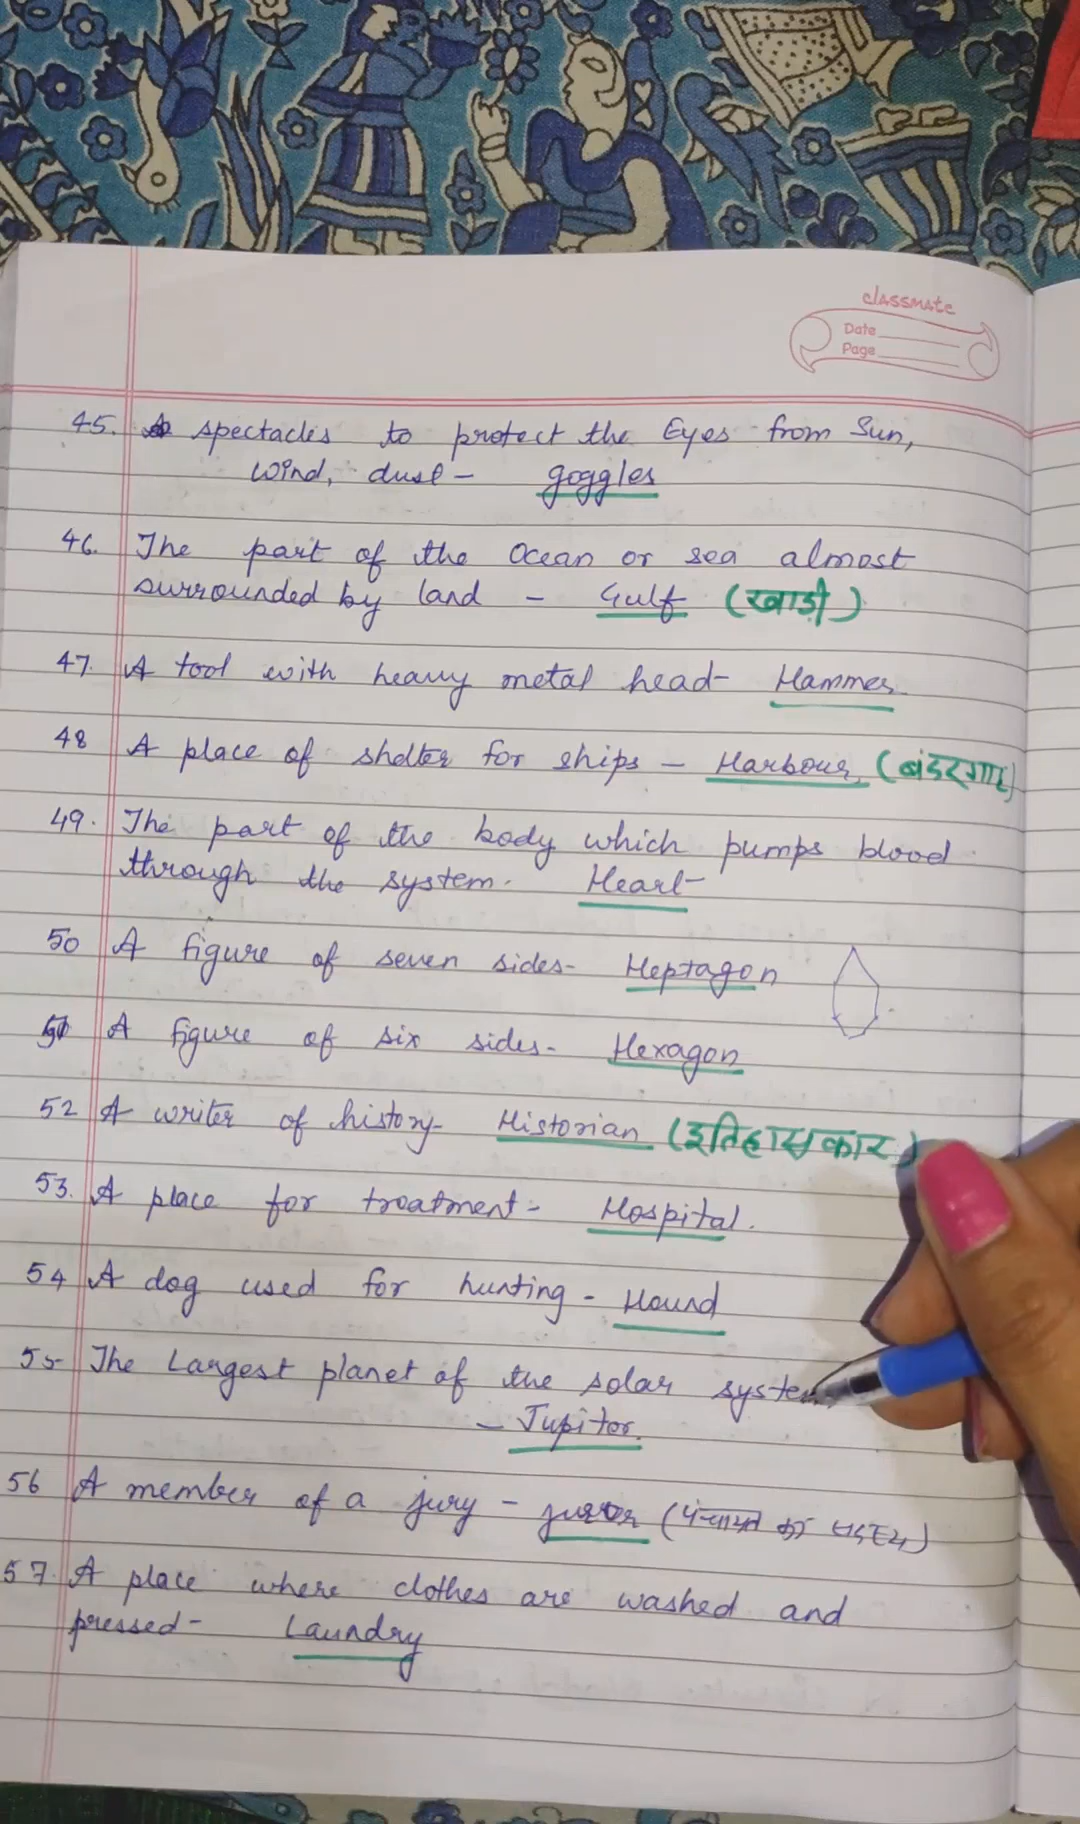 classmate
Date
Page
45. spectacles to protect the Eyes from Sun,
wind, dust - goggles
46. The part of the Ocean or sea almost
surrounded by land - Gulf (खाड़ी)
47. A tool with heavy metal head- Hammer
48 A place of shelter for ships - Harbour (बंदरगाह)
49. The part of the body which pumps blood
through the system. Heart
50 A figure of seven sides- Heptagon
51 A figure of six sides- Hexagon
52 A writer of history- Historian (इतिहासकार)
53. A place for treatment- Hospital.
54 A dog used for hunting - Hound
55 The Largest planet of the solar system
- Jupitor.
56 A member of a jury - juror (पंचायत का सदस्य)
57. A place where clothes are washed and
pressed- Laundry